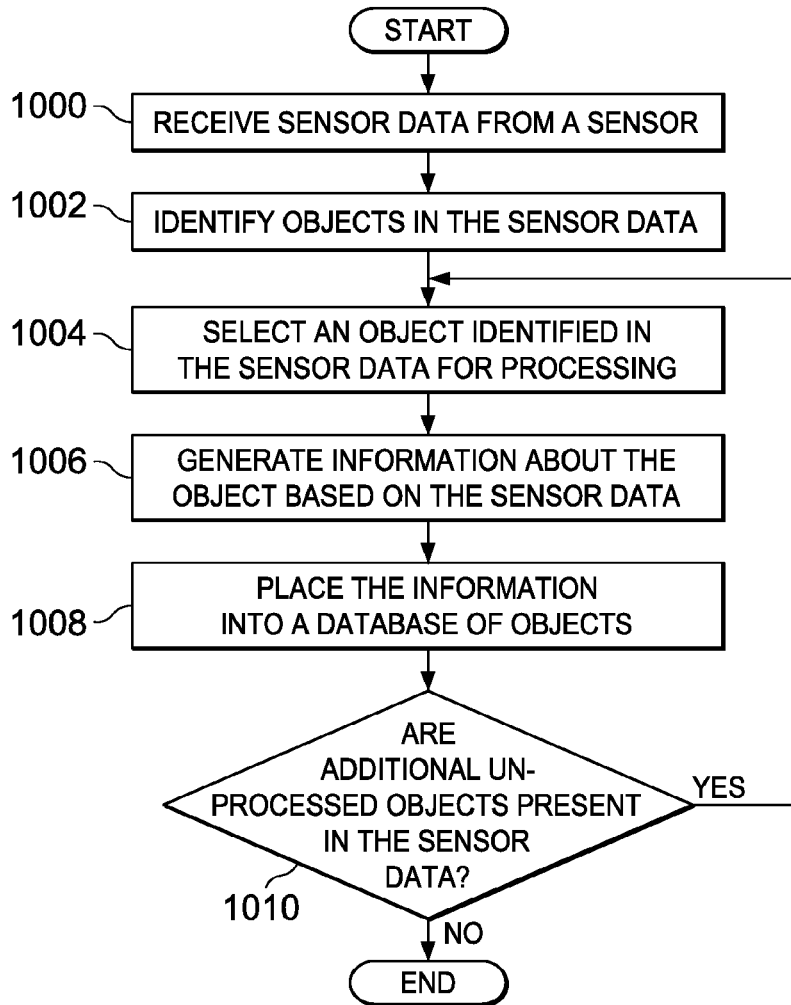 START
1000
RECEIVE SENSOR DATA FROM A SENSOR
1002
IDENTIFY OBJECTS IN THE SENSOR DATA
1004
SELECT AN OBJECT IDENTIFIED IN
THE SENSOR DATA FOR PROCESSING
1006
GENERATE INFORMATION ABOUT THE
OBJECT BASED ON THE SENSOR DATA
1008
PLACE THE INFORMATION
INTO A DATABASE OF OBJECTS
ARE
ADDITIONAL UN-
PROCESSED OBJECTS PRESENT
IN THE SENSOR
DATA?
YES
1010
NO
END